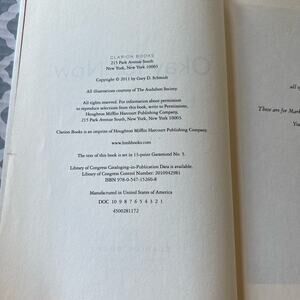 CLARION BOOKS
215 Park Avenue South
New York, New York 10003
Copyright © 2011 by Gary D. Schmidt
All illustrations courtesy of The Audubon Society.
All rights reserved. For information about permission
to reproduce selections from this book, write to Permissions,
Houghton Mifflin Harcourt Publishing Company,
215 Park Avenue South, New York, New York 10003.
Clarion Books is an imprint of Houghton Mifflin Harcourt Publishing Company.
www.hmhbooks.com
The text of this book is set in 13-point Garamond No. 3.
Library of Congress Cataloging-in-Publication Data is available.
Library of Congress Control Number: 2010942981
ISBN 978-0-547-15260-8
Manufactured in United States of America
DOC 10 9 8 7 6 5 4 3 2 1
4500281172
These are for Mark
You